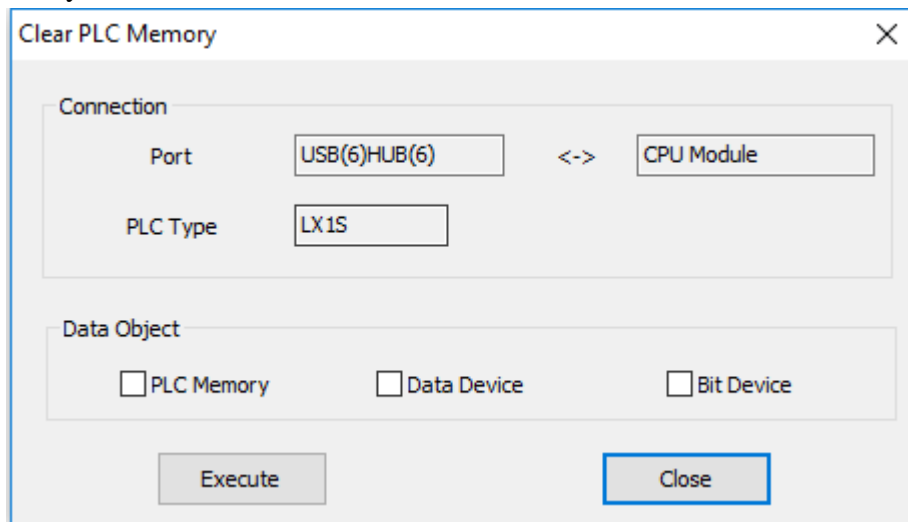 Clear PLC Memory
Connection
Port USB(6)HUB(6) <-> CPU Module
PLC Type LX1S
Data Object
PLC Memory Data Device Bit Device
Execute Close